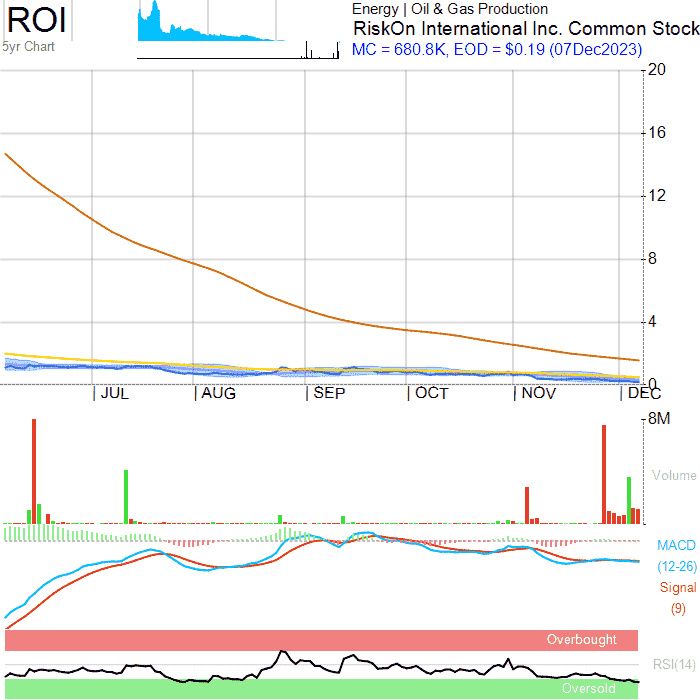 ROI
5yr Chart
Energy | Oil & Gas Production
RiskOn International Inc. Common Stock
MC = 680.8K, EOD = $0.19 (07Dec2023)
20
16
12
8
4
0
JUL
AUG
SEP
OCT
NOV
DEC
8M
Volume
MACD
(12-26)
Signal
(9)
Overbought
RSI(14)
Oversold